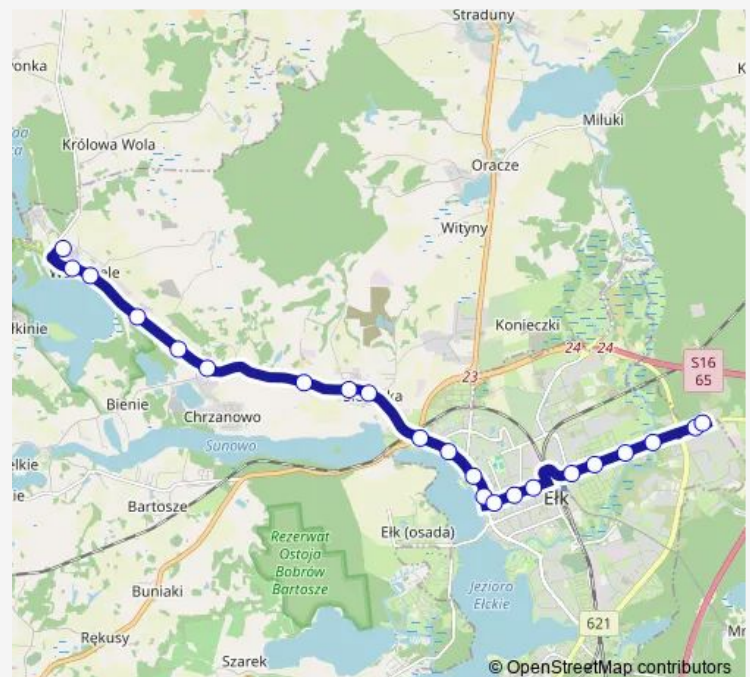 Straduny
Miłuki
Królowa Wola
Oracze
Wityny
Konieczki
24
24
23
S16
65
Bienie
Chrzanowo
Sunowo
Bartosze
Ełk
Ełk (osada)
Rezerwat
Ostoja
Bobrów
Bartosze
Buniaki
Jezioro
Ełckie
621
Rękusy
Szarek
© OpenStreetMap contributors